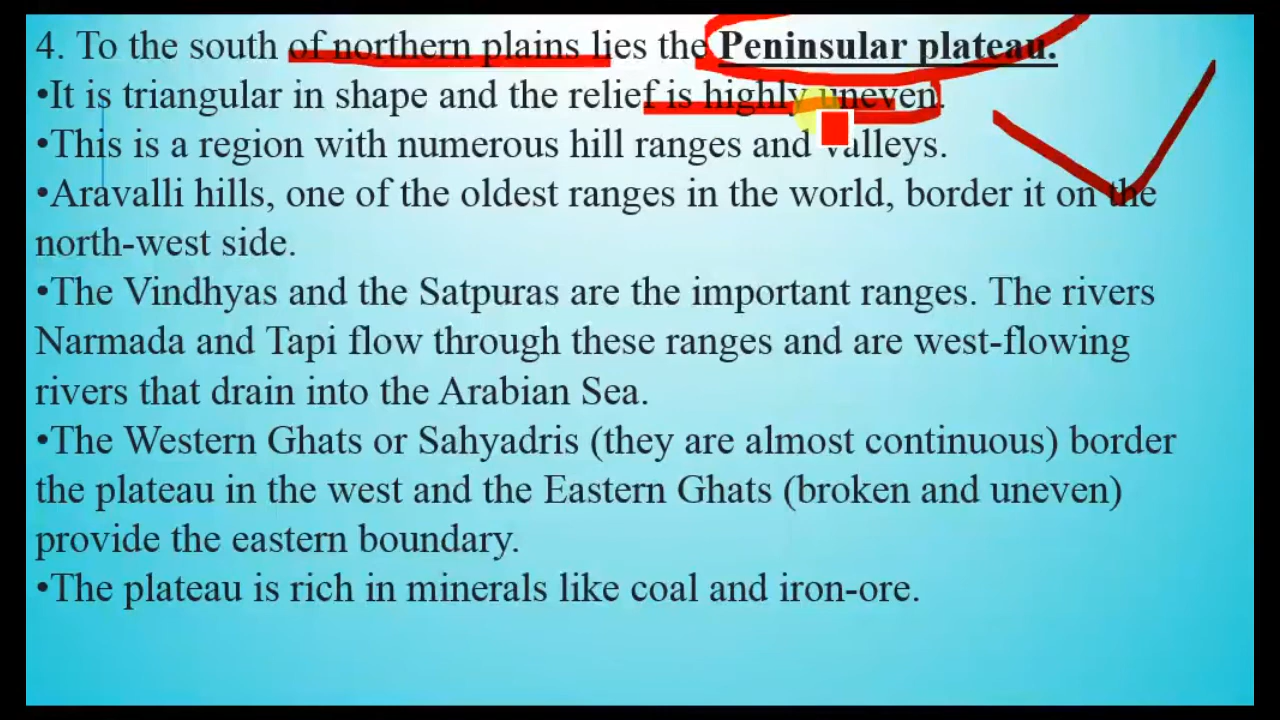 4. To the south of northern plains lies the Peninsular plateau.
•It is triangular in shape and the relief is highly uneven.
•This is a region with numerous hill ranges and valleys.
•Aravalli hills, one of the oldest ranges in the world, border it on the
north-west side.
•The Vindhyas and the Satpuras are the important ranges. The rivers
Narmada and Tapi flow through these ranges and are west-flowing
rivers that drain into the Arabian Sea.
•The Western Ghats or Sahyadris (they are almost continuous) border
the plateau in the west and the Eastern Ghats (broken and uneven)
provide the eastern boundary.
•The plateau is rich in minerals like coal and iron-ore.